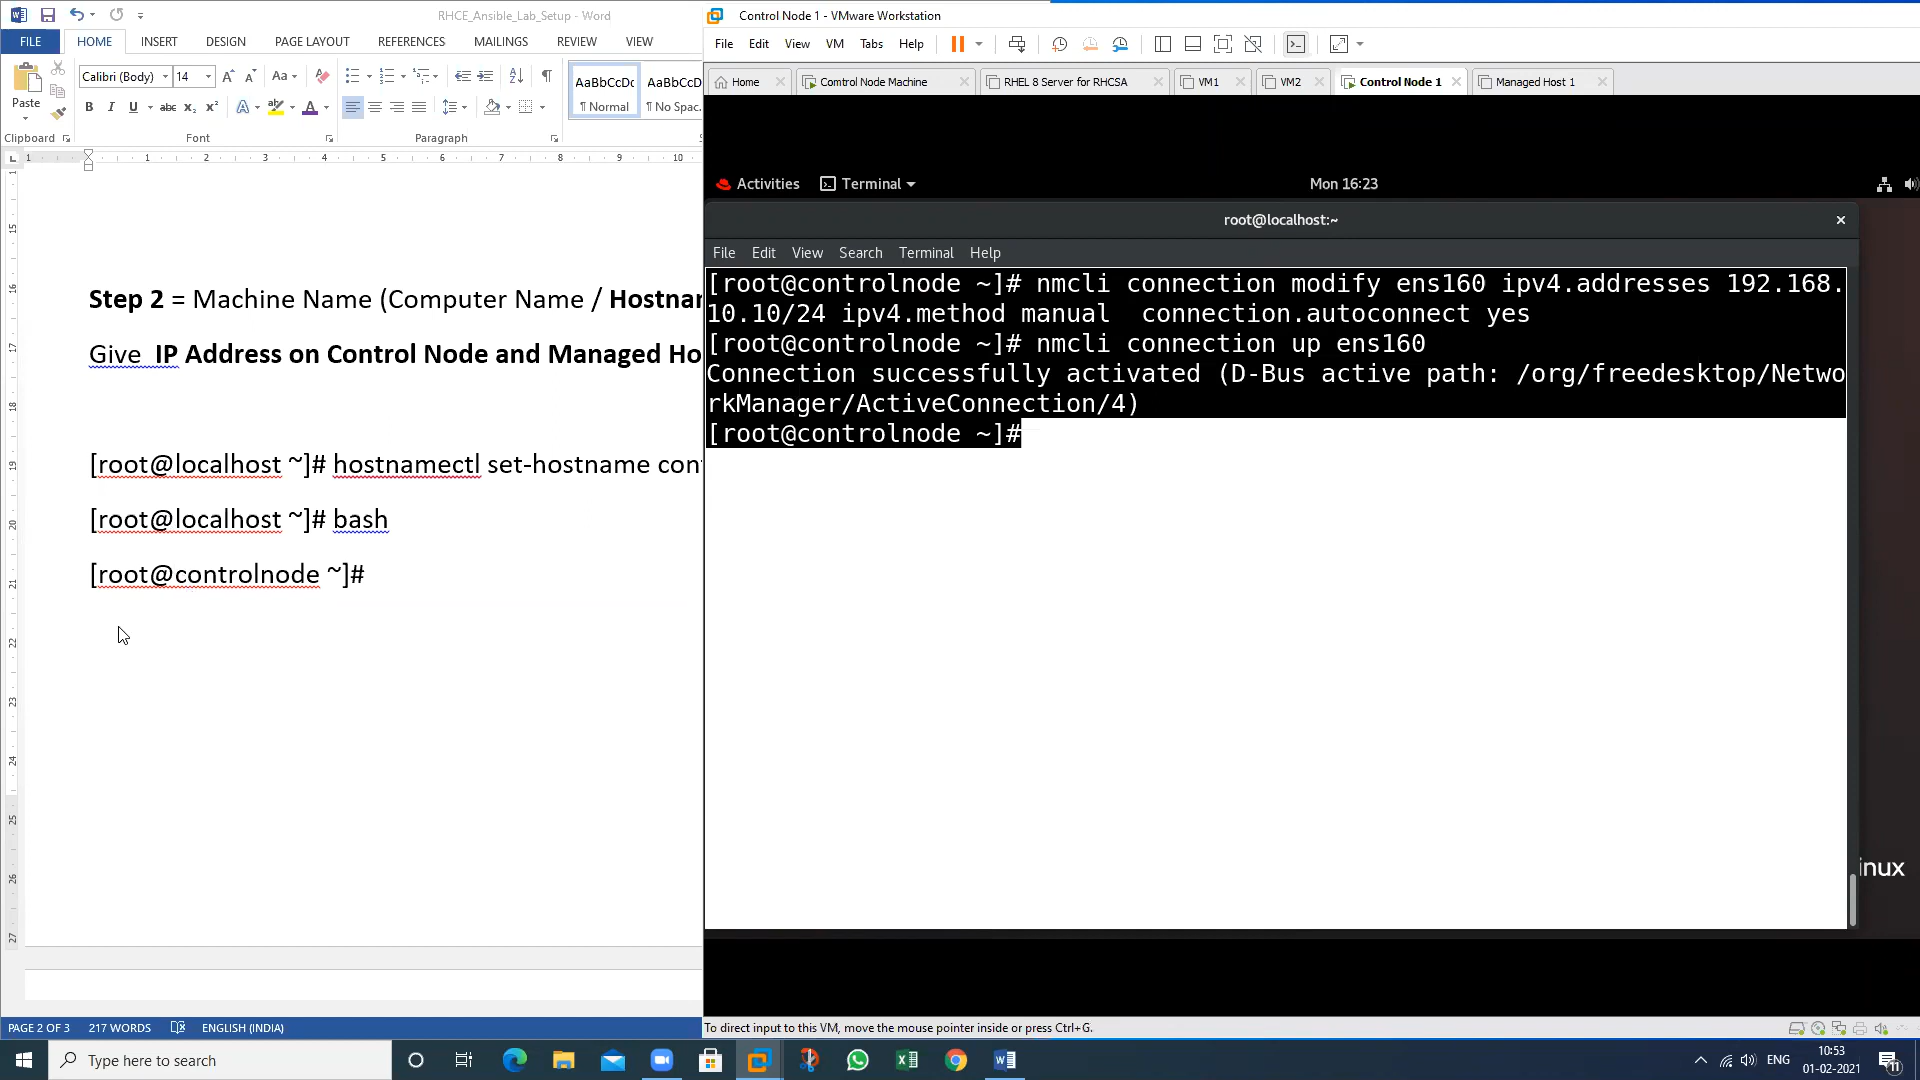 RHCE_Ansible_Lab_Setup - Word
FILE HOME INSERT DESIGN PAGE LAYOUT REFERENCES MAILINGS REVIEW VIEW
Paste
Calibri (Body) 14
AaBbCcDc AaBbCcD
¶ Normal ¶ No Spac.
Clipboard Font Paragraph
Step 2 = Machine Name (Computer Name / Hostnam
Give IP Address on Control Node and Managed Ho
[root@localhost ~]# hostnamectl set-hostname con
[root@localhost ~]# bash
[root@controlnode ~]#
PAGE 2 OF 3 217 WORDS ENGLISH (INDIA)
Control Node 1 - VMware Workstation
File Edit View VM Tabs Help
Home Comtrol Node Machine RHEL 8 Server for RHCSA VM1 VM2 Control Node 1 Managed Host 1
Activities Terminal Mon 16:23
root@localhost:~
File Edit View Search Terminal Help
[root@controlnode ~]# nmcli connection modify ens160 ipv4.addresses 192.168.
10.10/24 ipv4.method manual  connection.autoconnect yes
[root@controlnode ~]# nmcli connection up ens160
Connection successfully activated (D-Bus active path: /org/freedesktop/Netwo
rkManager/ActiveConnection/4)
[root@controlnode ~]#
inux
To direct input to this VM, move the mouse pointer inside or press Ctrl+G.
Type here to search
ENG
10:53
01-02-2021